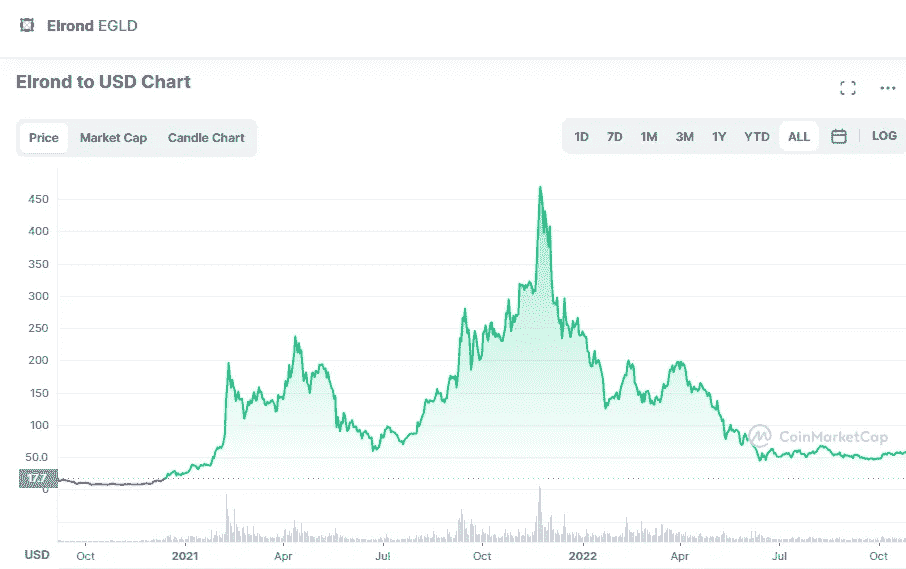 Elrond EGLD
Elrond to USD Chart
Price Market Cap Candle Chart
1D 7D 1M 3M 1Y YTD ALL LOG
450
400
350
300
250
200
150
100
50.0
0
CoinMarketCap
USD Oct 2021 Apr Jul Oct 2022 Apr Jul Oct